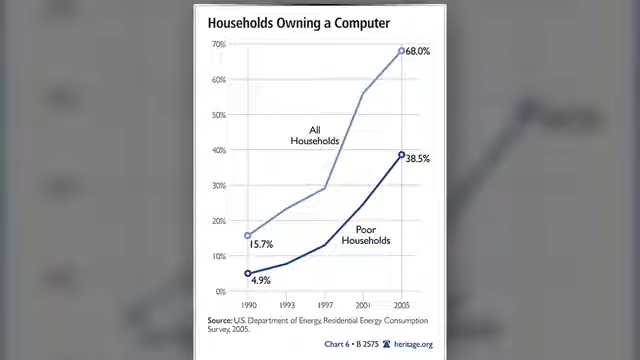 Households Owning a Computer
70%
68.0%
60%
50%
All
Households
40%
38.5%
30%
20%
Poor
Households
15.7%
10%
4.9%
0%
1990 1993 1997 2001 2005
Source: U.S. Department of Energy, Residential Energy Consumption
Survey, 2005.
Chart 6 • B 2575 heritage.org